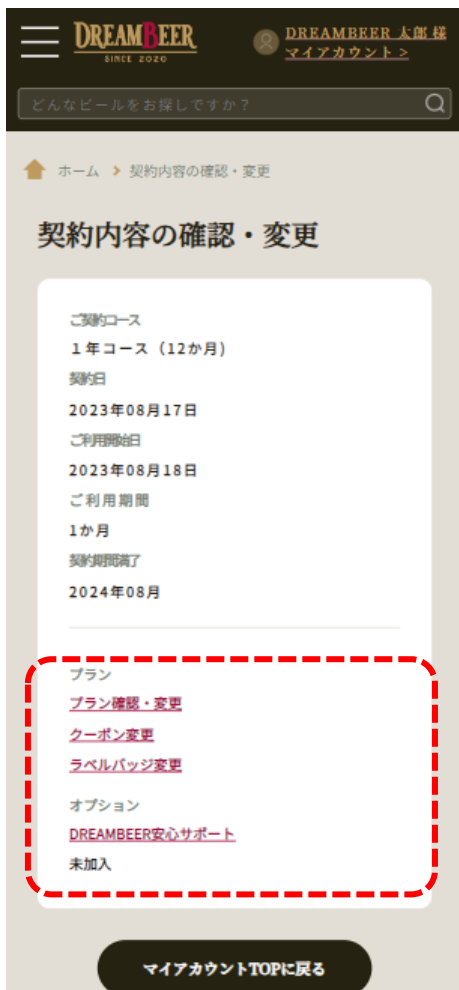 DREAMBEER
SINCE 2020
DREAMBEER 太郎 様
マイアカウント >
どんなビールをお探しですか?
ホーム > 契約内容の確認・変更
契約内容の確認・変更
ご契約コース
1年コース(12か月)
契約日
2023年08月17日
ご利用開始日
2023年08月18日
ご利用期間
1か月
契約期間満了
2024年08月
プラン
プラン確認・変更
クーポン変更
ラベルバッジ変更
オプション
DREAMBEER安心サポート
未加入
マイアカウントTOPに戻る